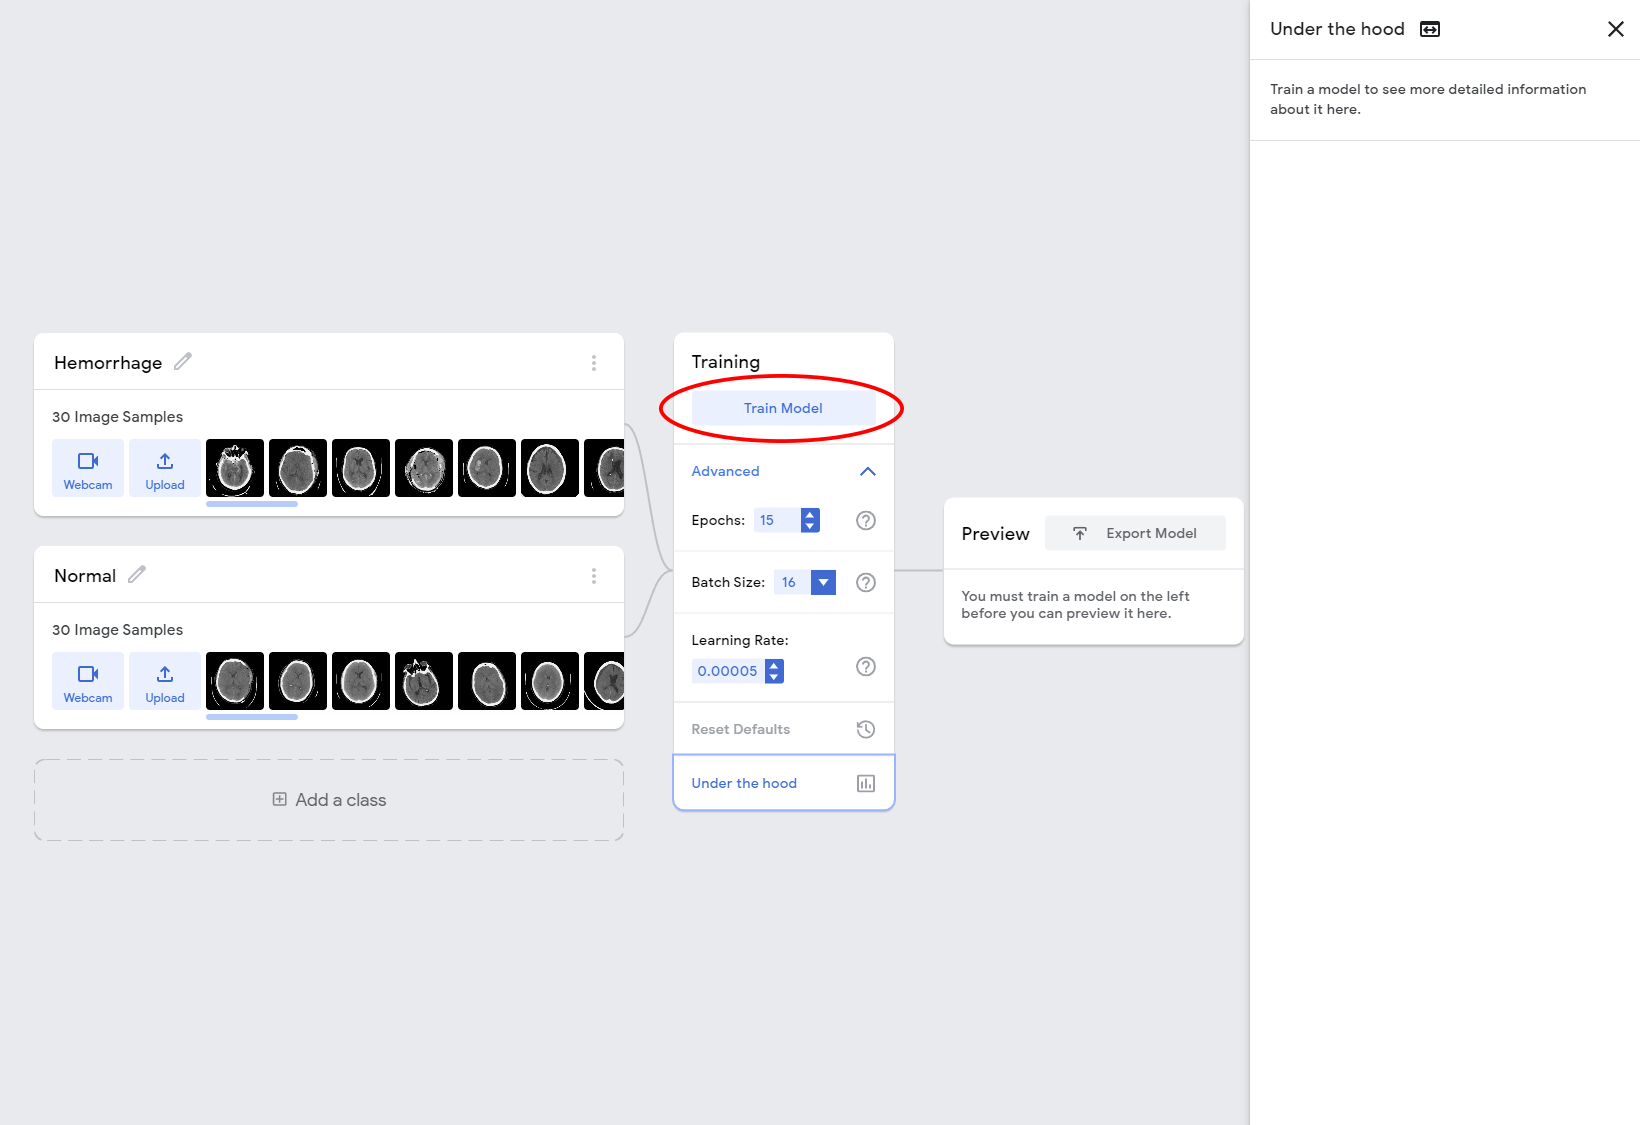 Under the hood
Train a model to see more detailed information
about it here.
Hemorrhage
30 Image Samples
Webcam
Upload
Normal
30 Image Samples
Webcam
Upload
Add a class
Training
Train Model
Advanced
Epochs: 15
Batch Size: 16
Learning Rate:
0.00005
Reset Defaults
Under the hood
Preview
Export Model
You must train a model on the left
before you can preview it here.